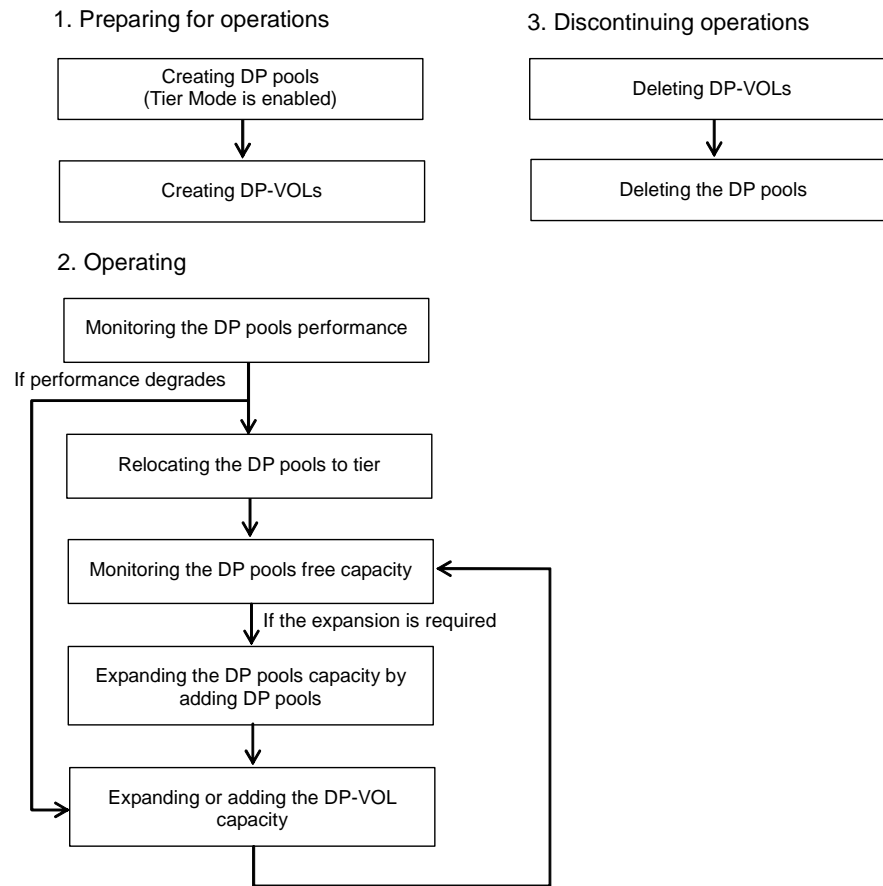 1. Preparing for operations
Creating DP pools
(Tier Mode is enabled)
Creating DP-VOLs
3. Discontinuing operations
Deleting DP-VOLs
Deleting the DP pools
2. Operating
Monitoring the DP pools performance
If performance degrades
Relocating the DP pools to tier
Monitoring the DP pools free capacity
If the expansion is required
Expanding the DP pools capacity by
adding DP pools
Expanding or adding the DP-VOL
capacity